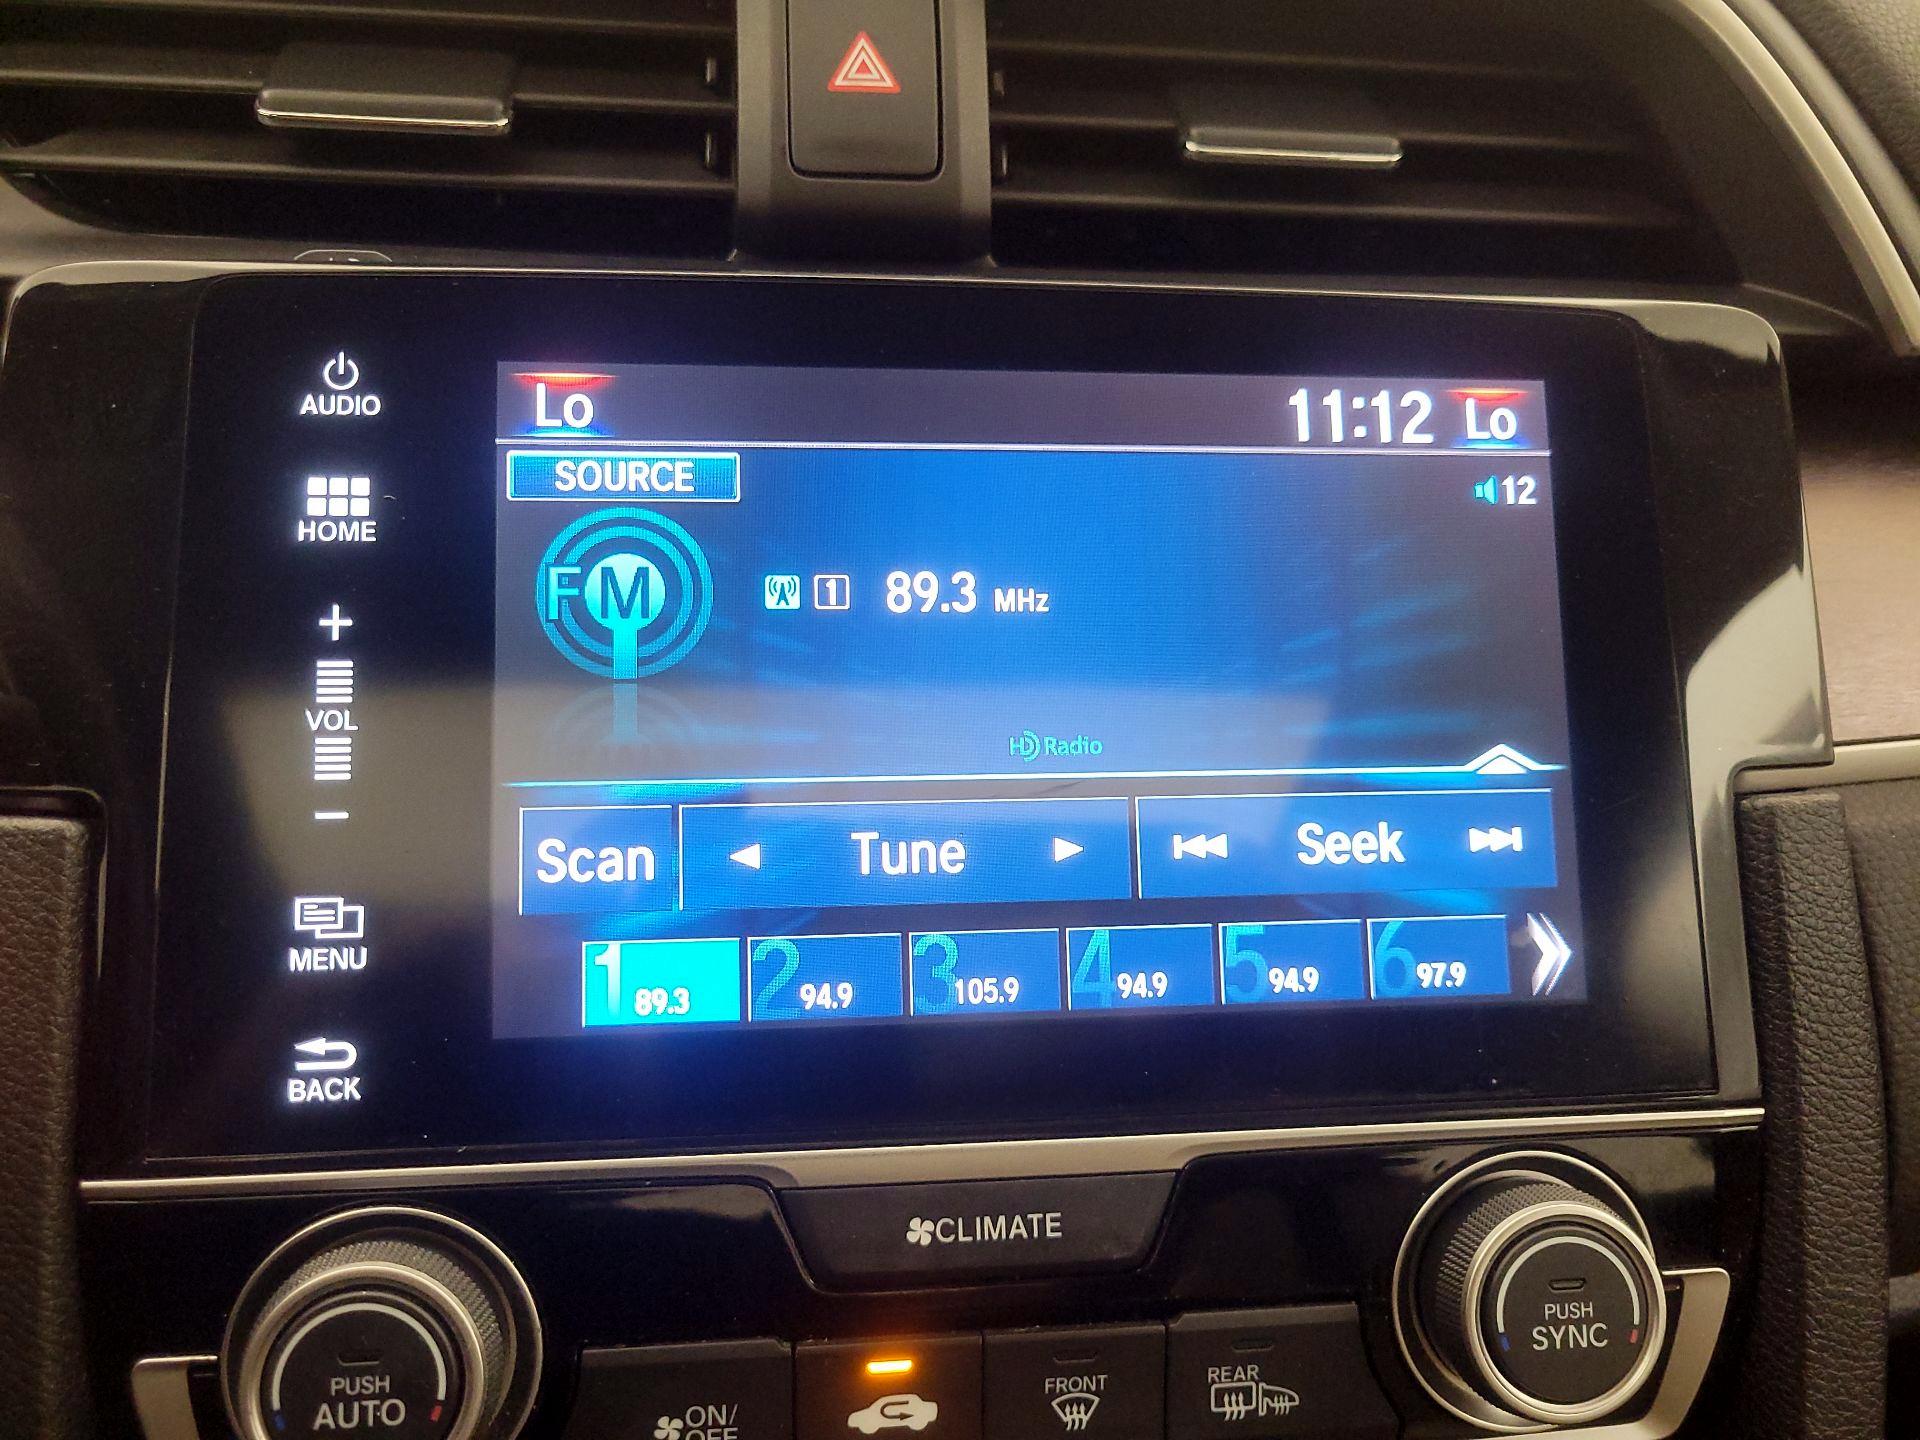 AUDIO
HOME
VOL
MENU
BACK
Lo 11:12 Lo
SOURCE
12
FM 1 89.3 MHz
HD Radio
Scan Tune Seek
1 89.3 2 94.9 3 105.9 4 94.9 5 94.9 6 97.9
CLIMATE
PUSH
AUTO
ON/
OFF
FRONT
REAR
PUSH
SYNC